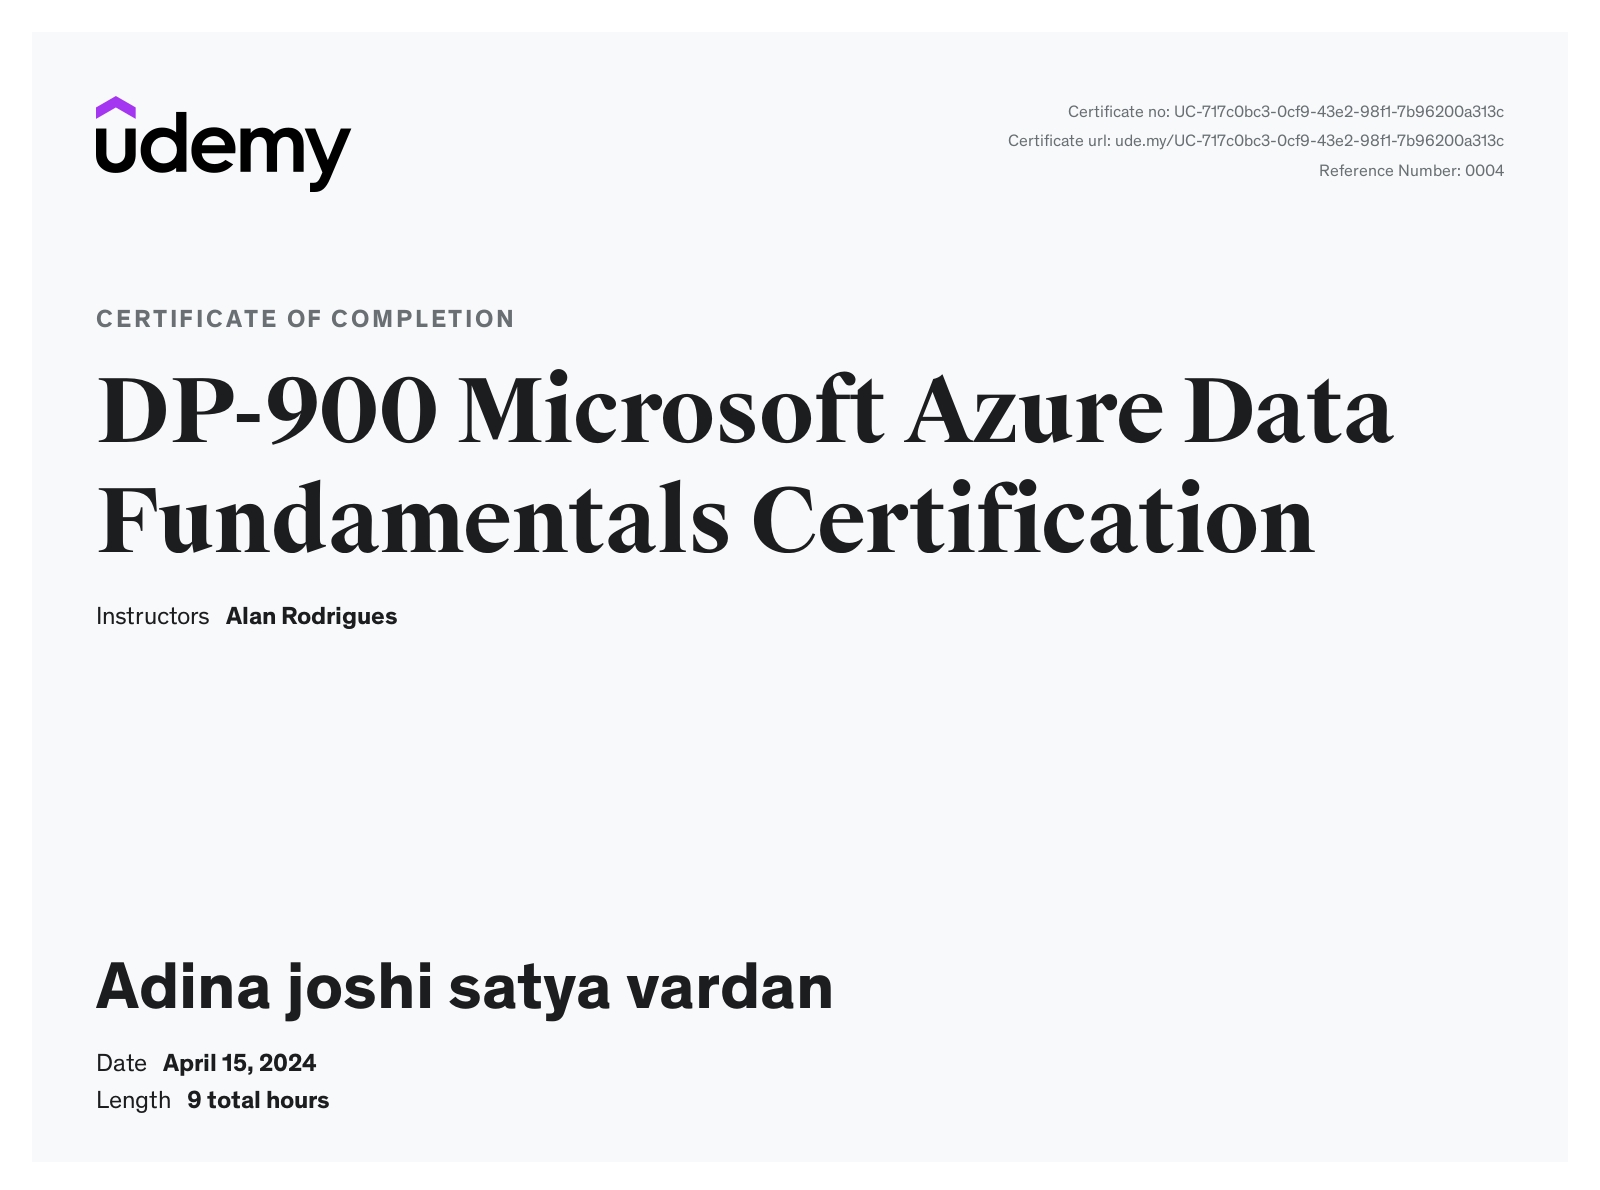 udemy
Certificate no: UC-717c0bc3-0cf9-43e2-98f1-7b96200a313c
Certificate url: ude.my/UC-717c0bc3-0cf9-43e2-98f1-7b96200a313c
Reference Number: 0004
CERTIFICATE OF COMPLETION
DP-900 Microsoft Azure Data
Fundamentals Certification
Instructors Alan Rodrigues
Adina joshi satya vardan
Date April 15, 2024
Length 9 total hours